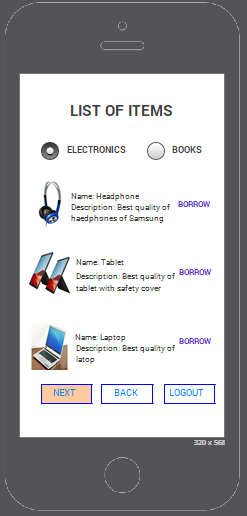 LIST OF ITEMS
ELECTRONICS BOOKS
Name: Headphone
Description: Best quality of
haedphones of Samsung
BORROW
Name: Tablet
Description: Best quality of
tablet with safety cover
BORROW
Name: Laptop
Description: Best quality of
latop
BORROW
NEXT BACK LOGOUT
320 x 568